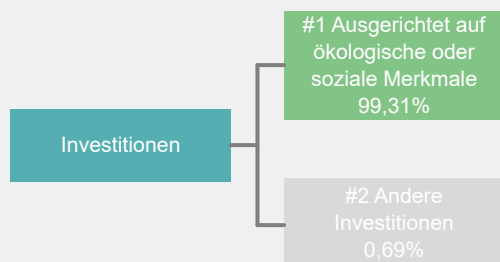 #1 Ausgerichtet auf
ökologische oder
soziale Merkmale
99,31%
Investitionen
#2 Andere
Investitionen
0,69%